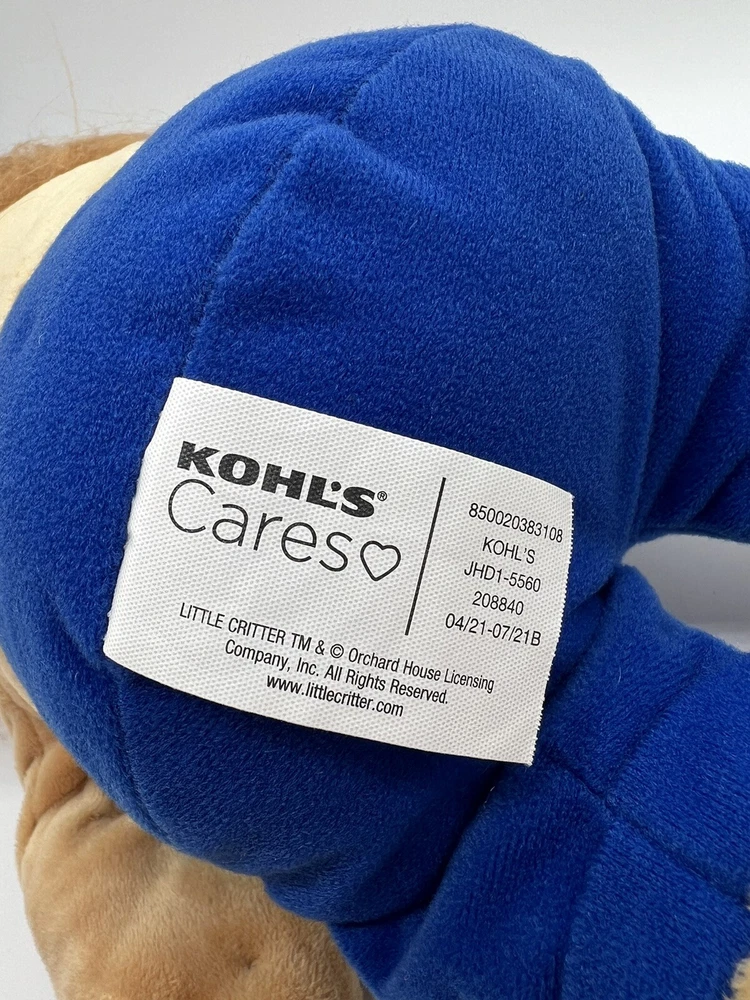 KOHL'S®
Cares
LITTLE CRITTER TM & © Orchard House Licensing
Company, Inc. All Rights Reserved.
www.littlecritter.com
850020383108
KOHL'S
JHD1-5560
208840
04/21-07/21B